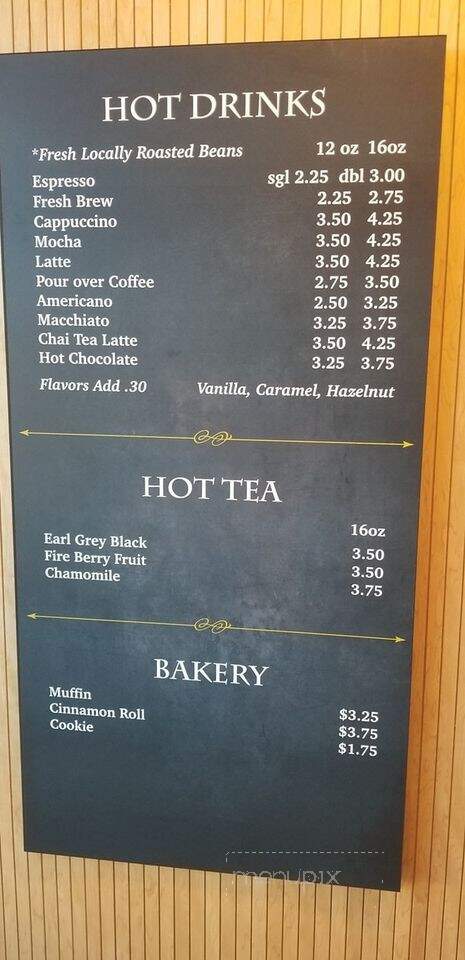 HOT DRINKS
*Fresh Locally Roasted Beans 12 oz 16oz
Espresso sgl 2.25 dbl 3.00
Fresh Brew 2.25 2.75
Cappuccino 3.50 4.25
Mocha 3.50 4.25
Latte 3.50 4.25
Pour over Coffee 2.75 3.50
Americano 2.50 3.25
Macchiato 3.25 3.75
Chai Tea Latte 3.50 4.25
Hot Chocolate 3.25 3.75
Flavors Add .30 Vanilla, Caramel, Hazelnut
HOT TEA
16oz
Earl Grey Black 3.50
Fire Berry Fruit 3.50
Chamomile 3.75
BAKERY
Muffin $3.25
Cinnamon Roll $3.75
Cookie $1.75
menupix